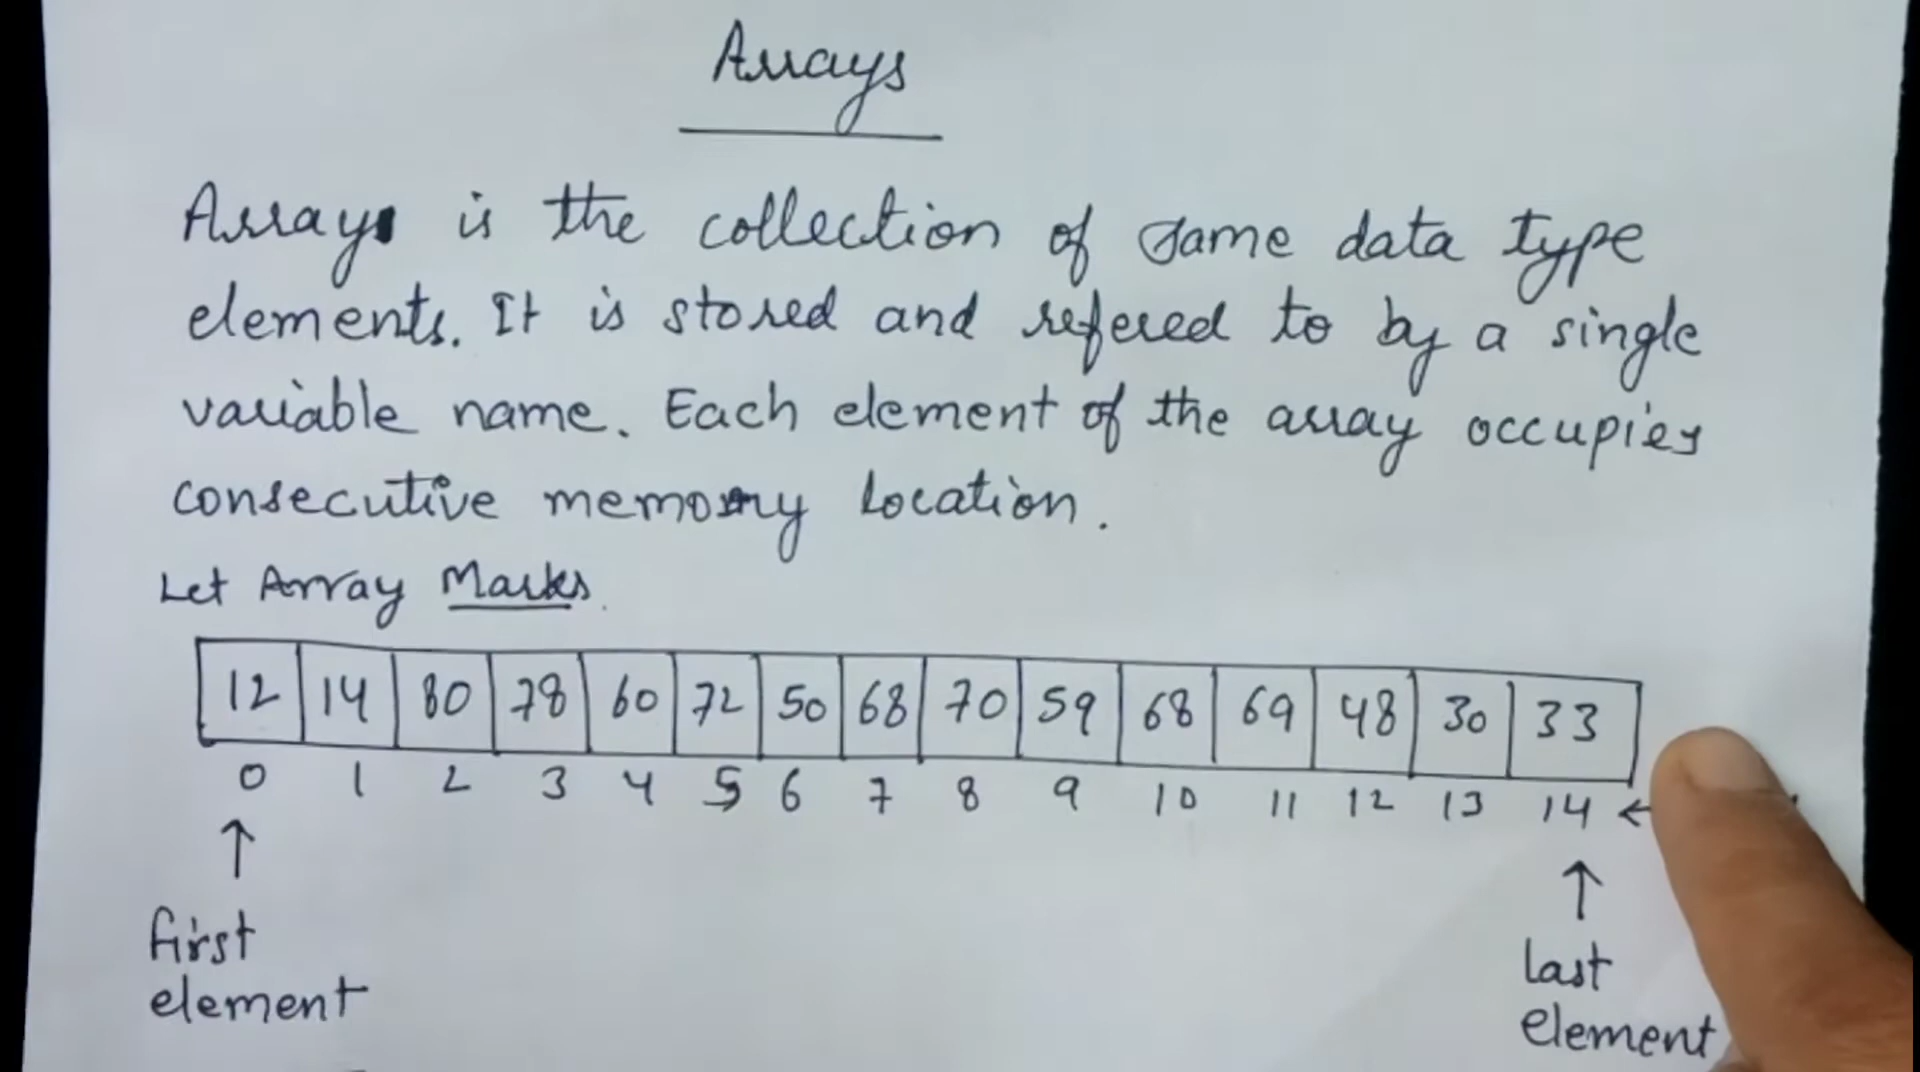 Arrays
Array is the collection of same data type
elements. It is stored and refered to by a single
variable name. Each element of the array occupies
consecutive memory location.
Let Array Marks.
12 14 80 78 60 72 50 68 70 59 68 69 48 30 33
0 1 2 3 4 5 6 7 8 9 10 11 12 13 14 ←
↑ ↑
first last
element element